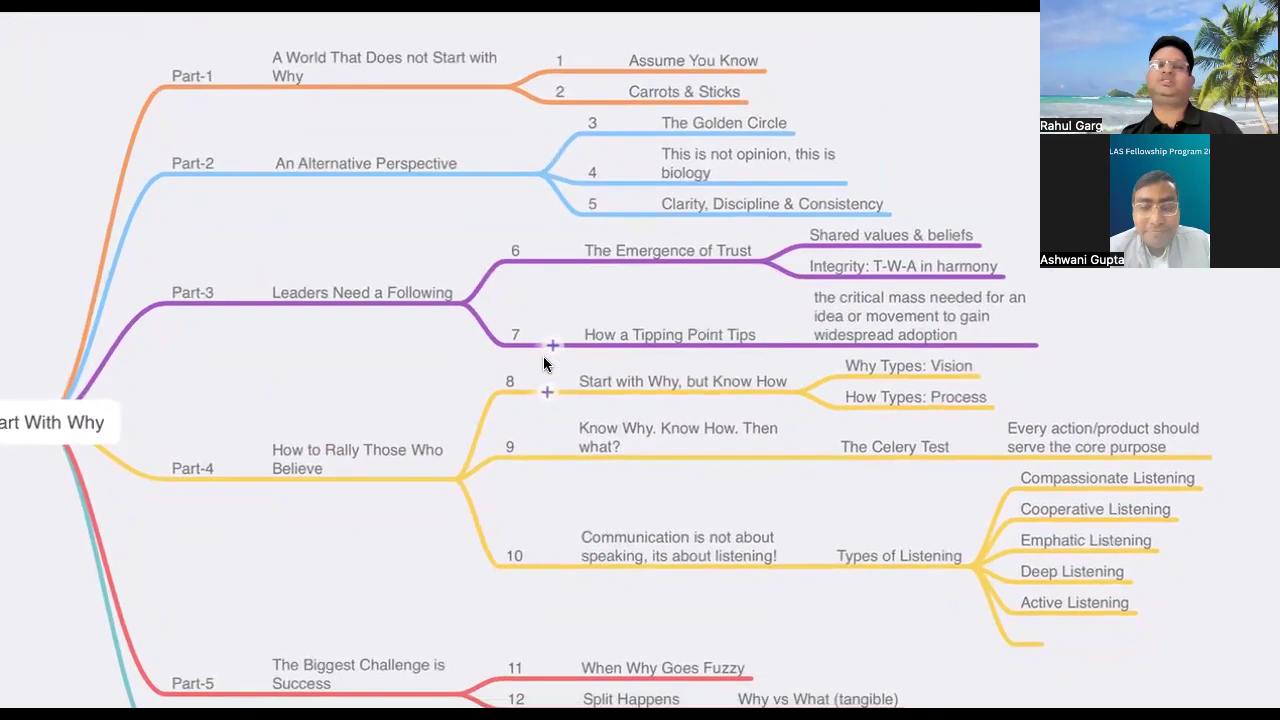 Part-1
A World That Does not Start with
Why
1
Assume You Know
2
Carrots & Sticks
Part-2
An Alternative Perspective
3
The Golden Circle
4
This is not opinion, this is
biology
5
Clarity, Discipline & Consistency
Part-3
Leaders Need a Following
6
The Emergence of Trust
Shared values & beliefs
Integrity: T-W-A in harmony
7
How a Tipping Point Tips
the critical mass needed for an
idea or movement to gain
widespread adoption
art With Why
Part-4
How to Rally Those Who
Believe
8
Start with Why, but Know How
Why Types: Vision
How Types: Process
9
Know Why. Know How. Then
what?
The Celery Test
Every action/product should
serve the core purpose
10
Communication is not about
speaking, its about listening!
Types of Listening
Compassionate Listening
Cooperative Listening
Emphatic Listening
Deep Listening
Active Listening
Part-5
The Biggest Challenge is
Success
11
When Why Goes Fuzzy
12
Split Happens
Why vs What (tangible)
Rahul Garg
LAS Fellowship Program 2
Ashwani Gupta